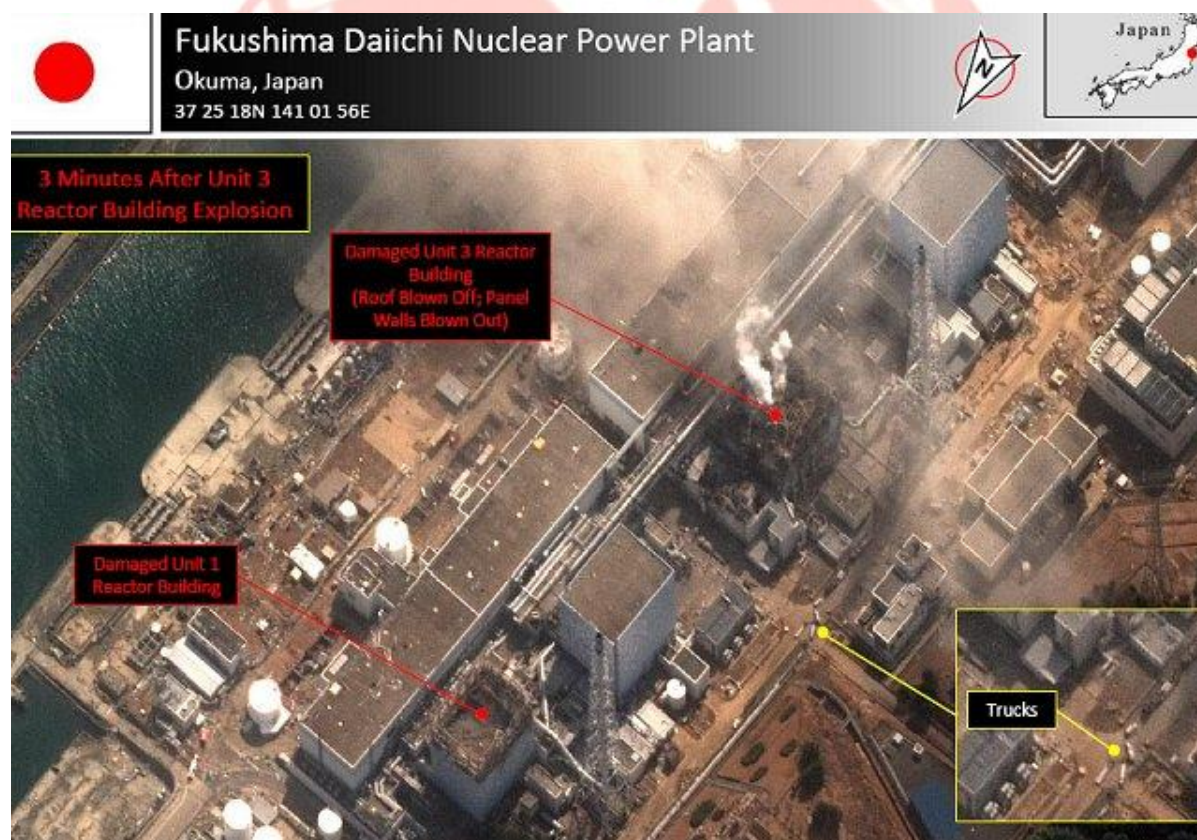 Fukushima Daiichi Nuclear Power Plant
Okuma, Japan
37 25 18N 141 01 56E
N
Japan
3 Minutes After Unit 3
Reactor Building Explosion
Damaged Unit 3 Reactor
Building
(Roof Blown Off; Panel
Walls Blown Out)
Damaged Unit 1
Reactor Building
Trucks